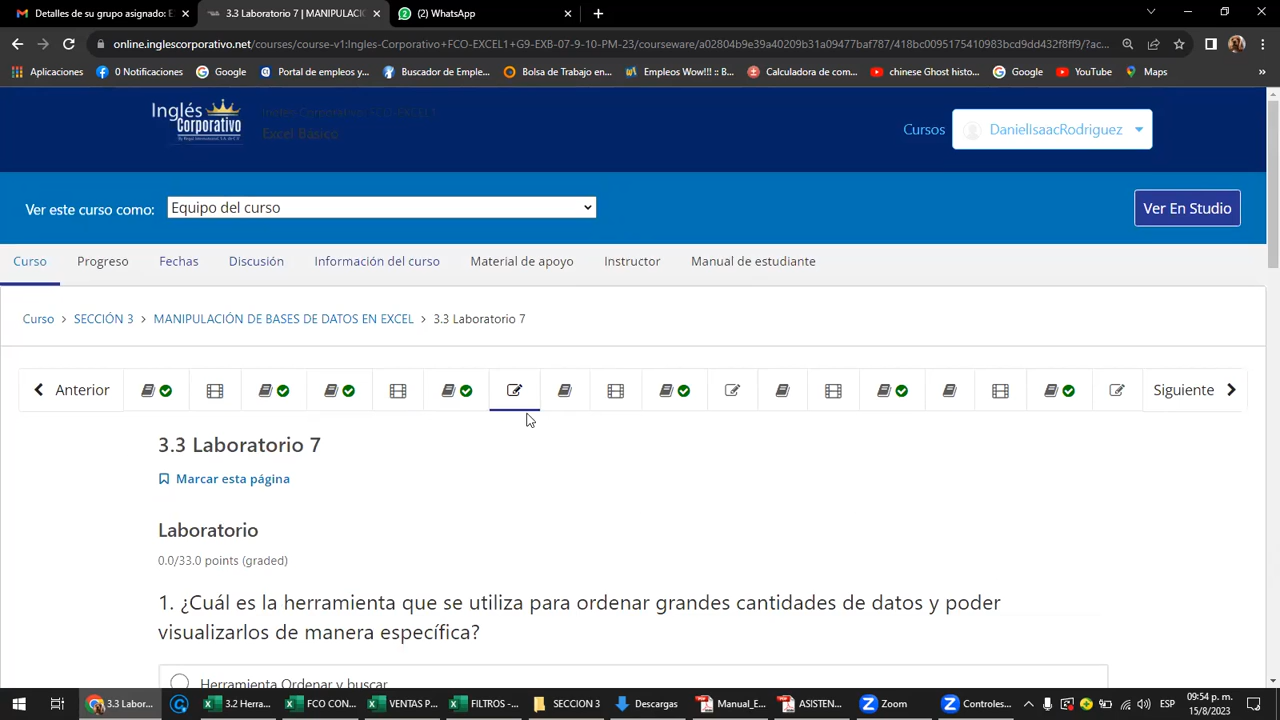 Detalles de su grupo asignado: Inglé
3.3 Laboratorio 7 | MANIPULACIÓ
(2) WhatsApp
online.inglescorporativo.net/courses/course-v1:Ingles-Corporativo+FCO-EXCEL1+G9-EXB-07-9-10-PM-23/courseware/a02804b9e39a40209b31a09477baf787/418bc0095175410983bcd9dd432f8ff9/?ac...
Aplicaciones
0 Notificaciones
Google
Portal de empleos y...
Buscador de Emple...
Bolsa de Trabajo en...
Empleos Wow!!! :: B...
Calculadora de com...
chinese Ghost histo...
Google
YouTube
Maps
»
Inglés
Corporativo
Excel Básico
Cursos
DanielIsaacRodriguez
Ver este curso como:
Equipo del curso
Ver En Studio
Curso
Progreso
Fechas
Discusión
Información del curso
Material de apoyo
Instructor
Manual de estudiante
Curso > SECCIÓN 3 > MANIPULACIÓN DE BASES DE DATOS EN EXCEL > 3.3 Laboratorio 7
Anterior
Siguiente
3.3 Laboratorio 7
Marcar esta página
Laboratorio
0.0/33.0 points (graded)
1. ¿Cuál es la herramienta que se utiliza para ordenar grandes cantidades de datos y poder
visualizarlos de manera específica?
Herramienta Ordenar y buscar
3.3 Labor...
3.2 Herra...
FCO CON...
VENTAS P...
FILTROS -...
SECCION 3
Descargas
Manual_E...
ASISTEN...
Zoom
Controles...
ESP
09:54 p. m.
15/8/2023